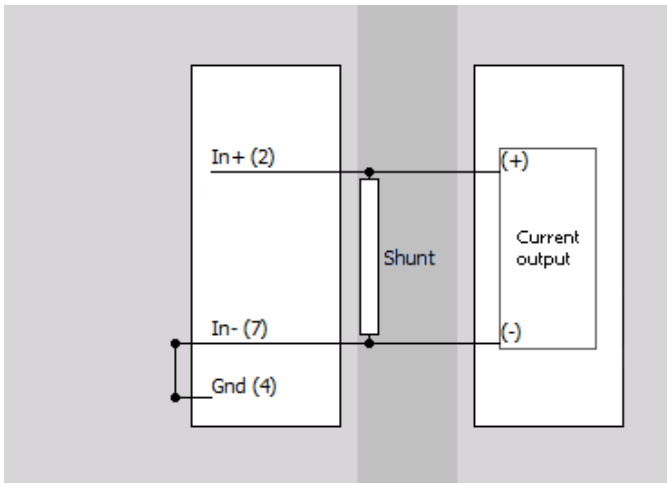 In+ (2)
(+)
Current
output
Shunt
In- (7)
(-)
Gnd (4)